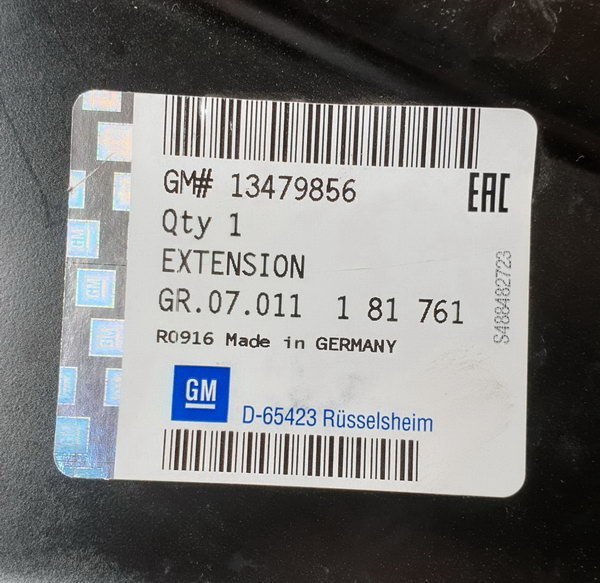 GM# 13479856
EAC
Qty 1
EXTENSION
GR.07.011 1 81 761
R0916 Made in GERMANY
S488482723
GM
D-65423 Rüsselsheim